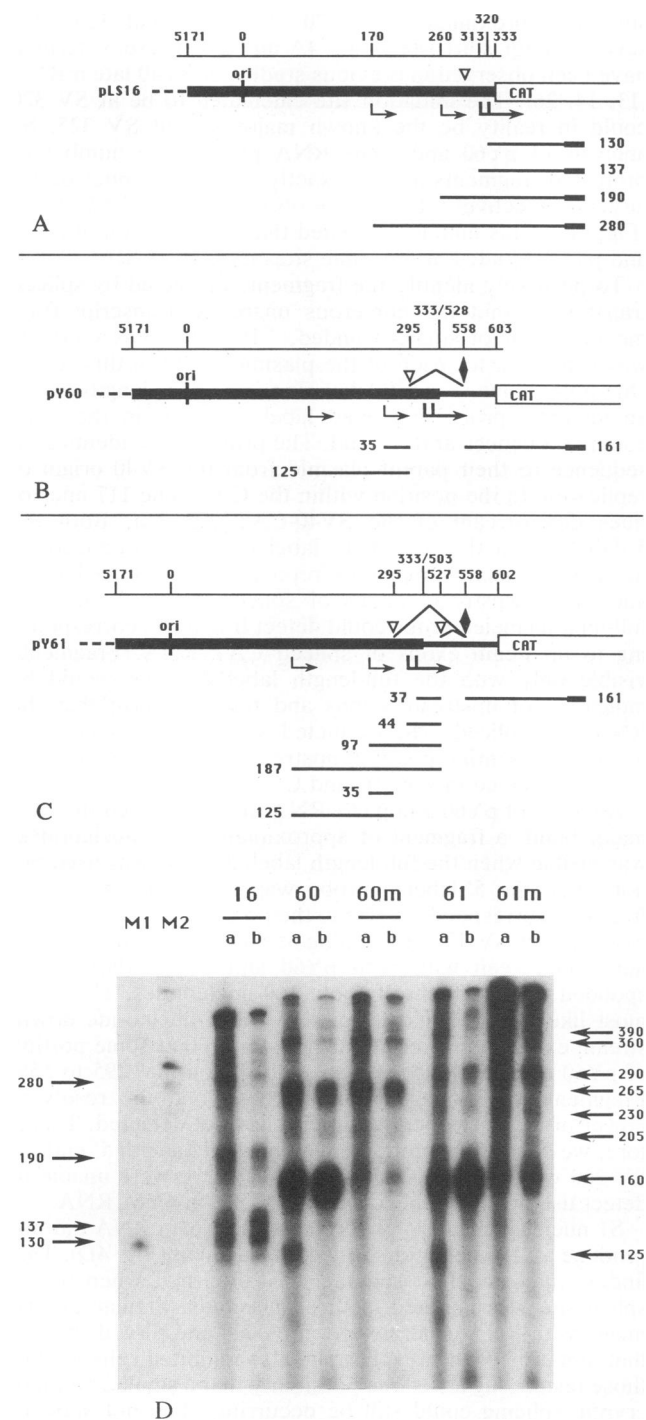 320
5171 0 170 260 313 333
ori
pLS16 CAT
130
137
190
280
A
333/528
5171 0 295 558 603
ori
pY60 CAT
35 161
125
B
333/503
5171 0 295 527 558 602
ori
pY61 CAT
37 161
44
97
187
35
125
C
16 60 60m 61 61m
M1 M2
a b a b a b a b a b
390
360
280 290
265
230
205
190
160
137
130
125
D